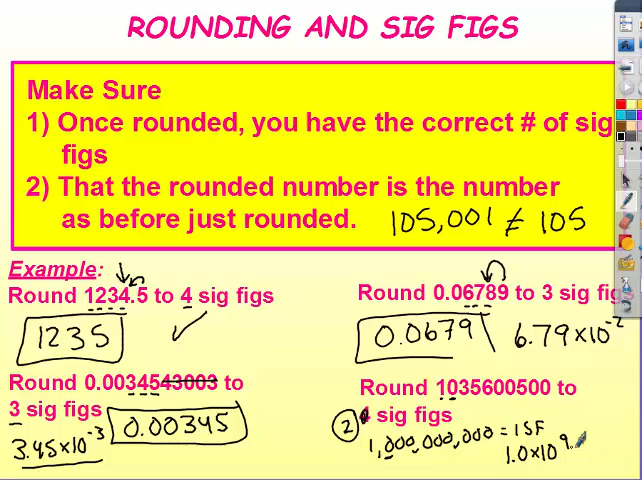 ROUNDING AND SIG FIGS
Make Sure
1) Once rounded, you have the correct # of sig
figs
2) That the rounded number is the number
as before just rounded. 105,001 ≠ 105
Example:
Round 1234.5 to 4 sig figs
1235
Round 0.06789 to 3 sig figs
0.0679 6.79×10⁻²
Round 0.0034543003 to
3 sig figs
3.45×10⁻³ 0.00345
Round 1035600500 to
sig figs
2
1,000,000,000 = 1 SF
1.0×10⁹